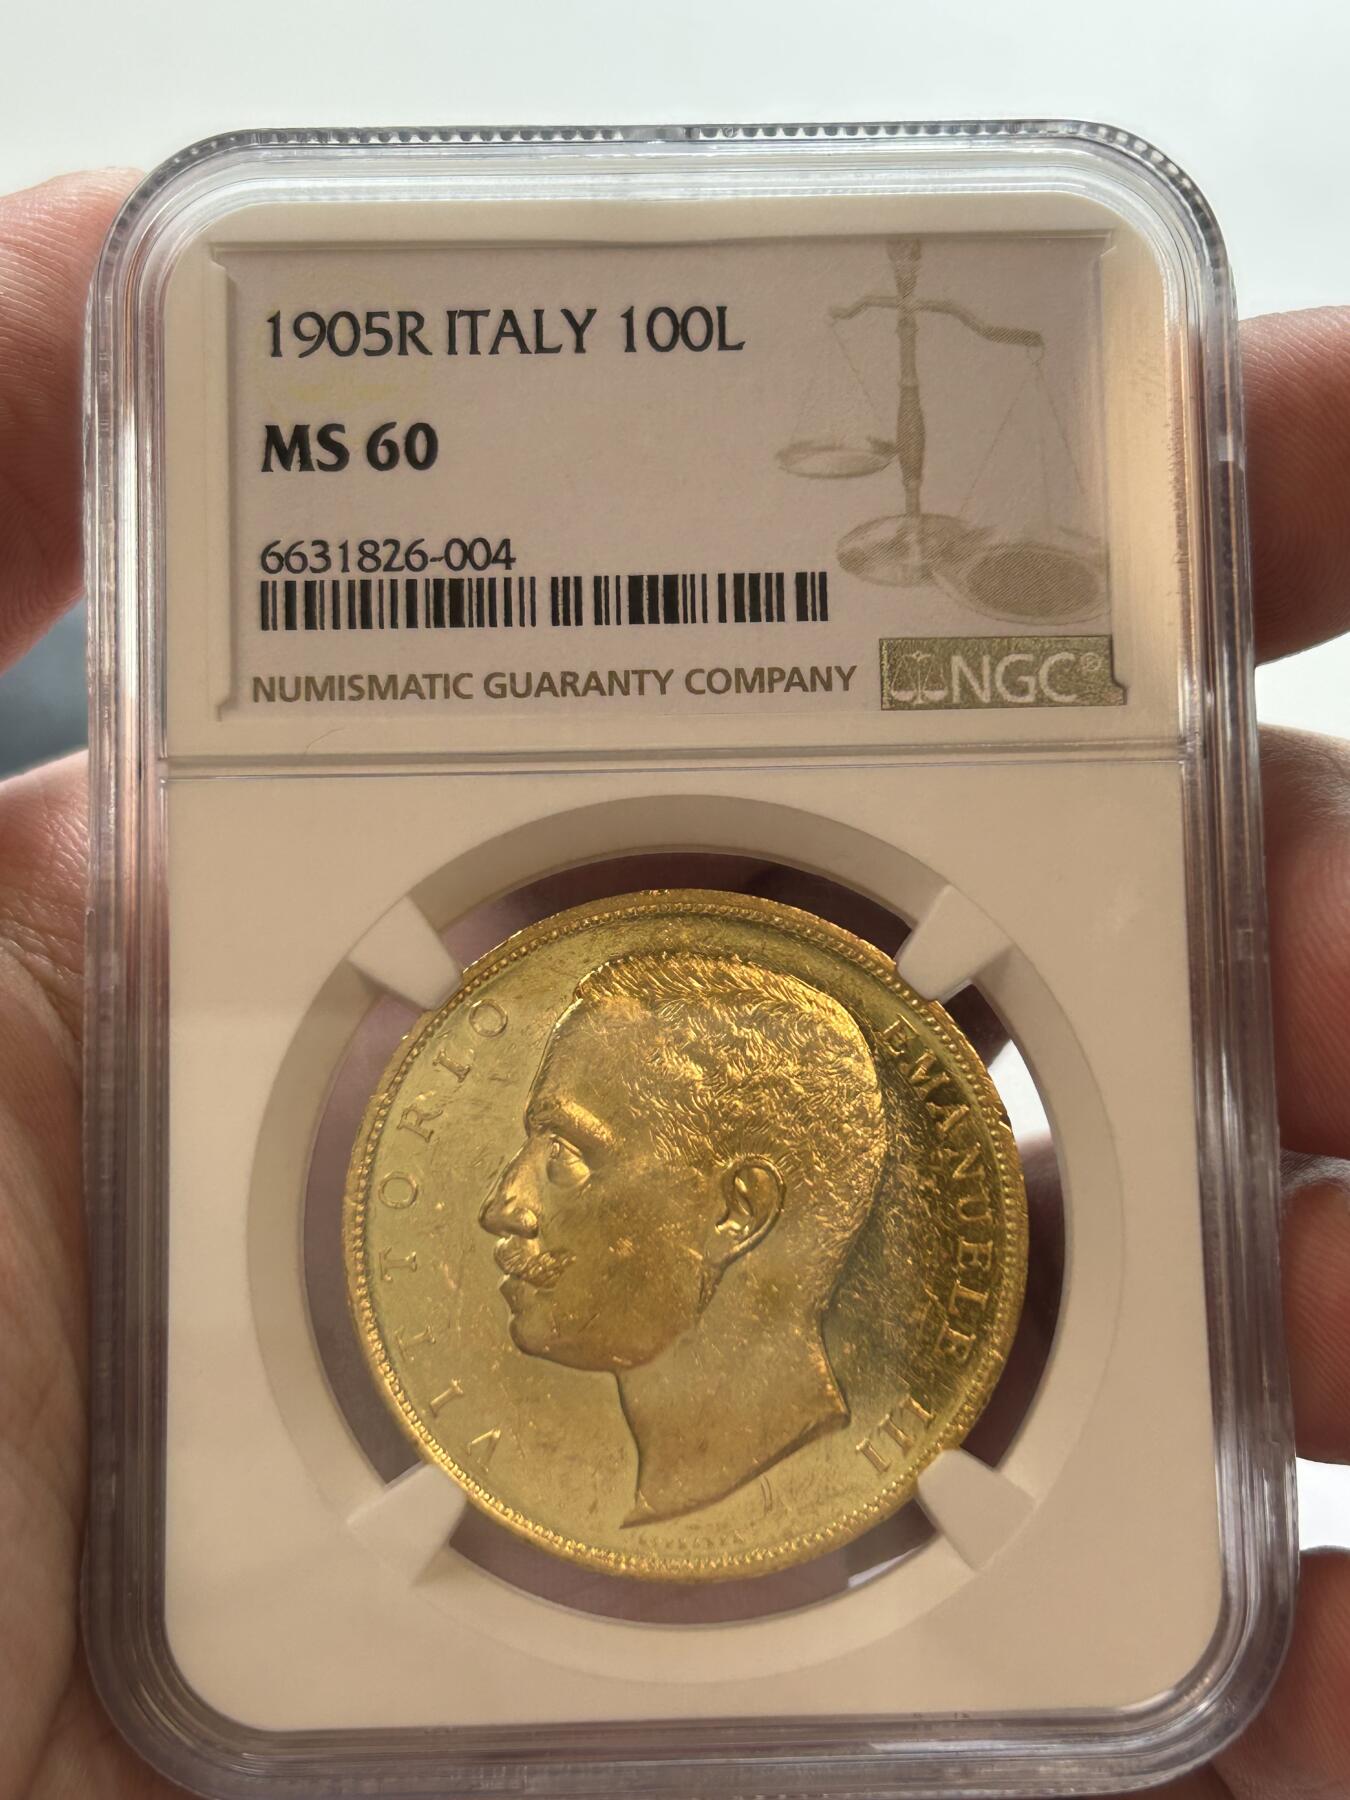 1905R ITALY 100L
MS 60
6631826-004
NUMISMATIC GUARANTY COMPANY NGC®
VITTORIO EMANUELE III